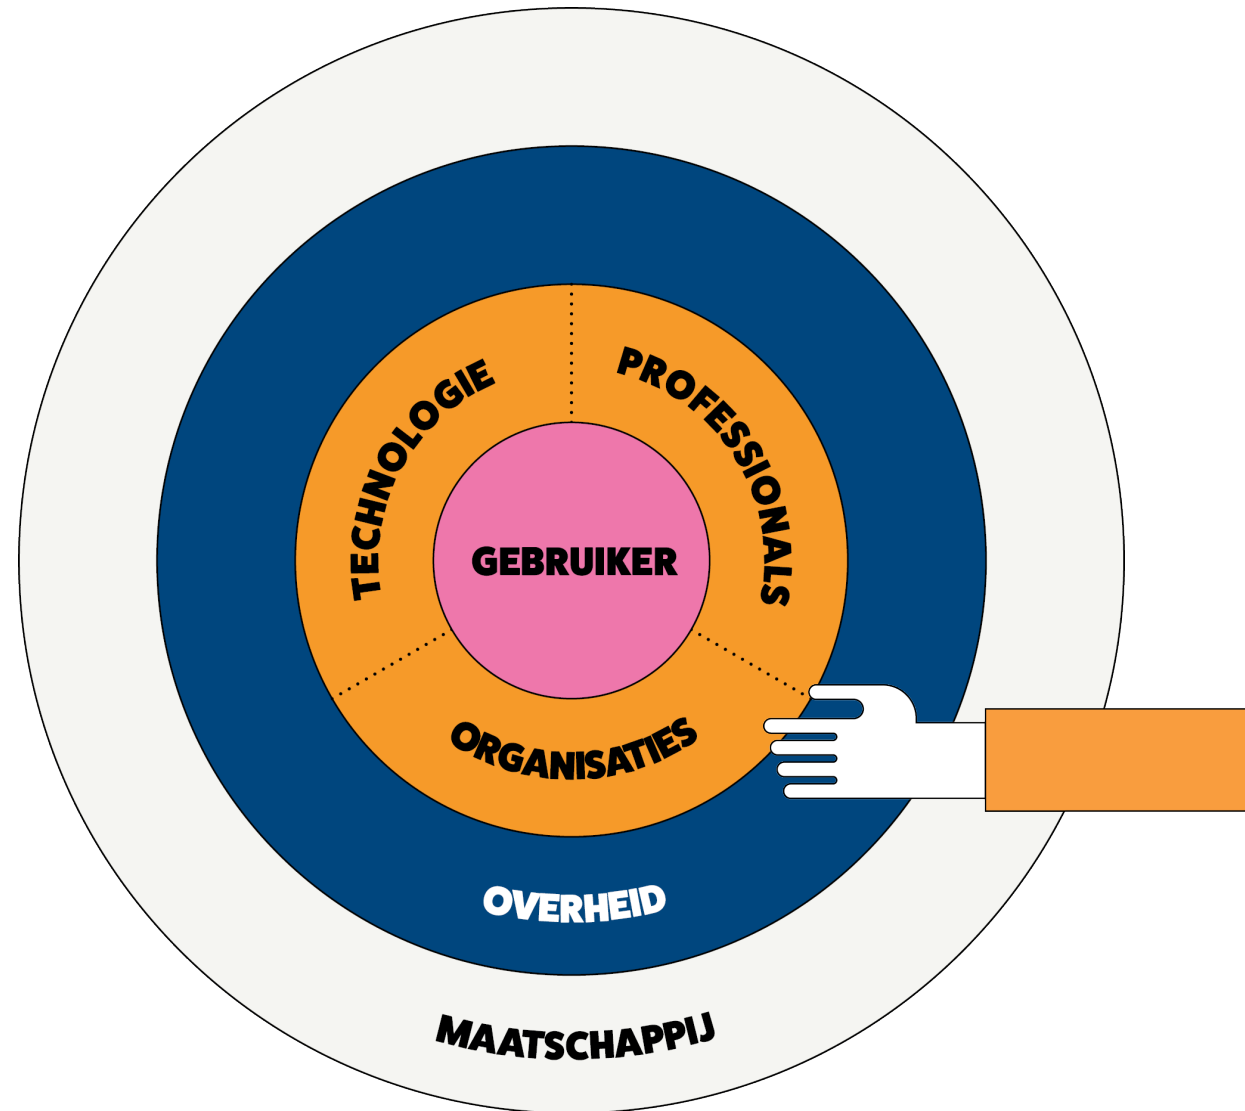 TECHNOLOGIE
PROFESSIONALS
GEBRUIKER
ORGANISATIES
OVERHEID
MAATSCHAPPIJ